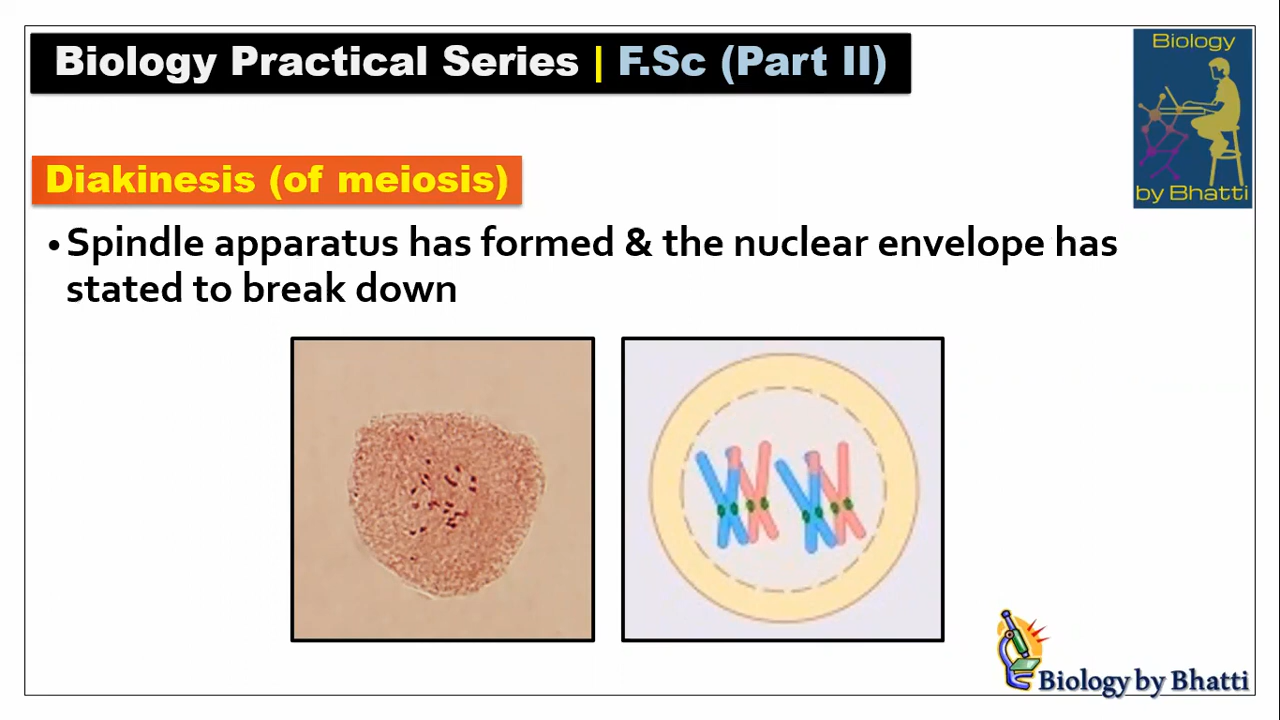 Biology Practical Series | F.Sc (Part II)
Biology
by Bhatti
Diakinesis (of meiosis)
• Spindle apparatus has formed & the nuclear envelope has
stated to break down
Biology by Bhatti